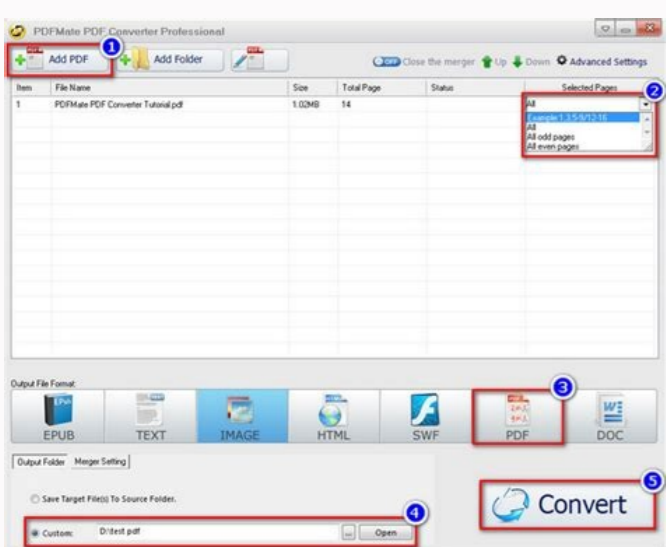 PDFMate PDF Converter Professional
1
Add PDF
Add Folder
OFF Close the merger
Up
Down
Advanced Settings
2
Item File Name Size Total Page Status Selected Pages
1 PDFMate PDF Converter Tutorial.pdf 1.02MB 14 All
Example:1,3,5-9/12-16
All
All odd pages
All even pages
Output File Format:
3
EPUB TEXT IMAGE HTML SWF PDF DOC
Output Folder Merger Setting
5
Save Target File(s) To Source Folder.
Convert
4
Custom: D:\test pdf ... Open